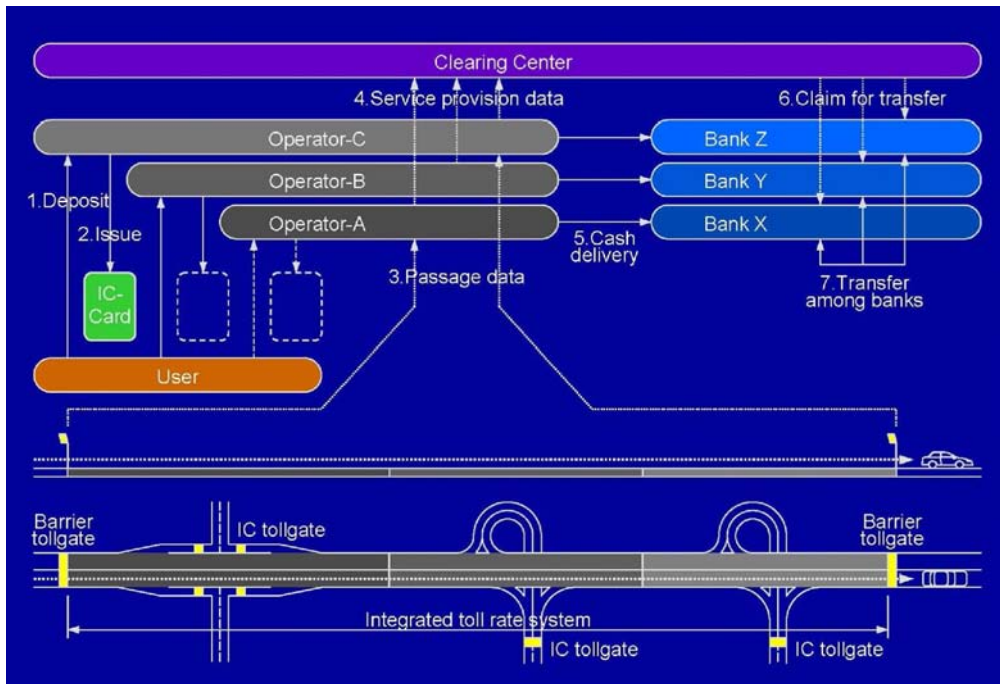 Clearing Center
4.Service provision data
6.Claim for transfer
Operator-C
Bank Z
Operator-B
Bank Y
1.Deposit
Operator-A
Bank X
2.Issue
5.Cash
delivery
3.Passage data
7.Transfer
among banks
IC-
Card
User
Barrier
tollgate
IC tollgate
Barrier
tollgate
Integrated toll rate system
IC tollgate
IC tollgate